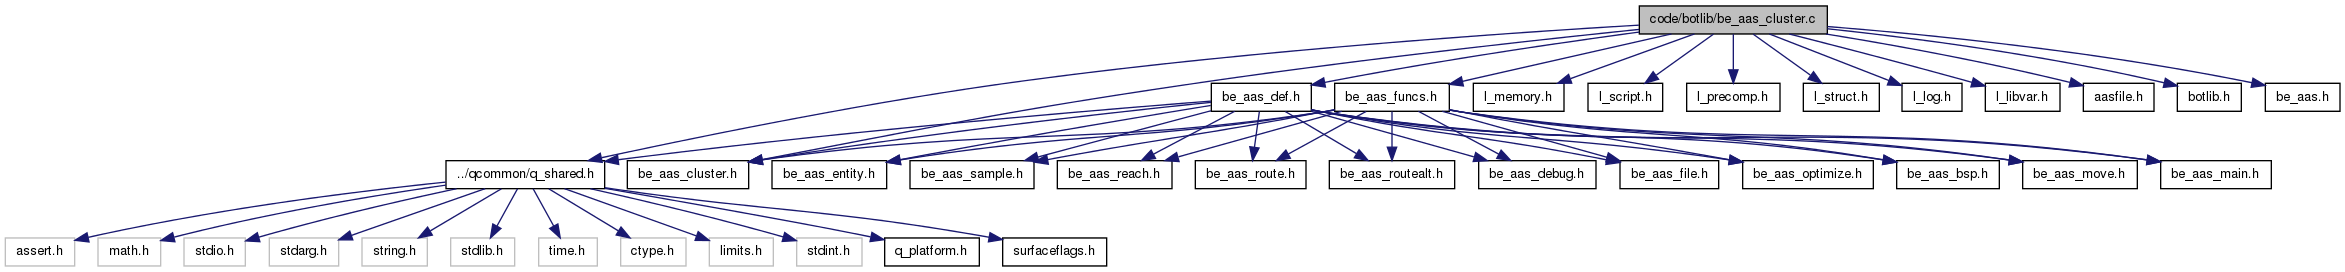 code/botlib/be_aas_cluster.c
be_aas_def.h
be_aas_funcs.h
l_memory.h
l_script.h
l_precomp.h
l_struct.h
l_log.h
l_libvar.h
aasfile.h
botlib.h
be_aas.h
../qcommon/q_shared.h
be_aas_cluster.h
be_aas_entity.h
be_aas_sample.h
be_aas_reach.h
be_aas_route.h
be_aas_routealt.h
be_aas_debug.h
be_aas_file.h
be_aas_optimize.h
be_aas_bsp.h
be_aas_move.h
be_aas_main.h
assert.h
math.h
stdio.h
stdarg.h
string.h
stdlib.h
time.h
ctype.h
limits.h
stdint.h
q_platform.h
surfaceflags.h